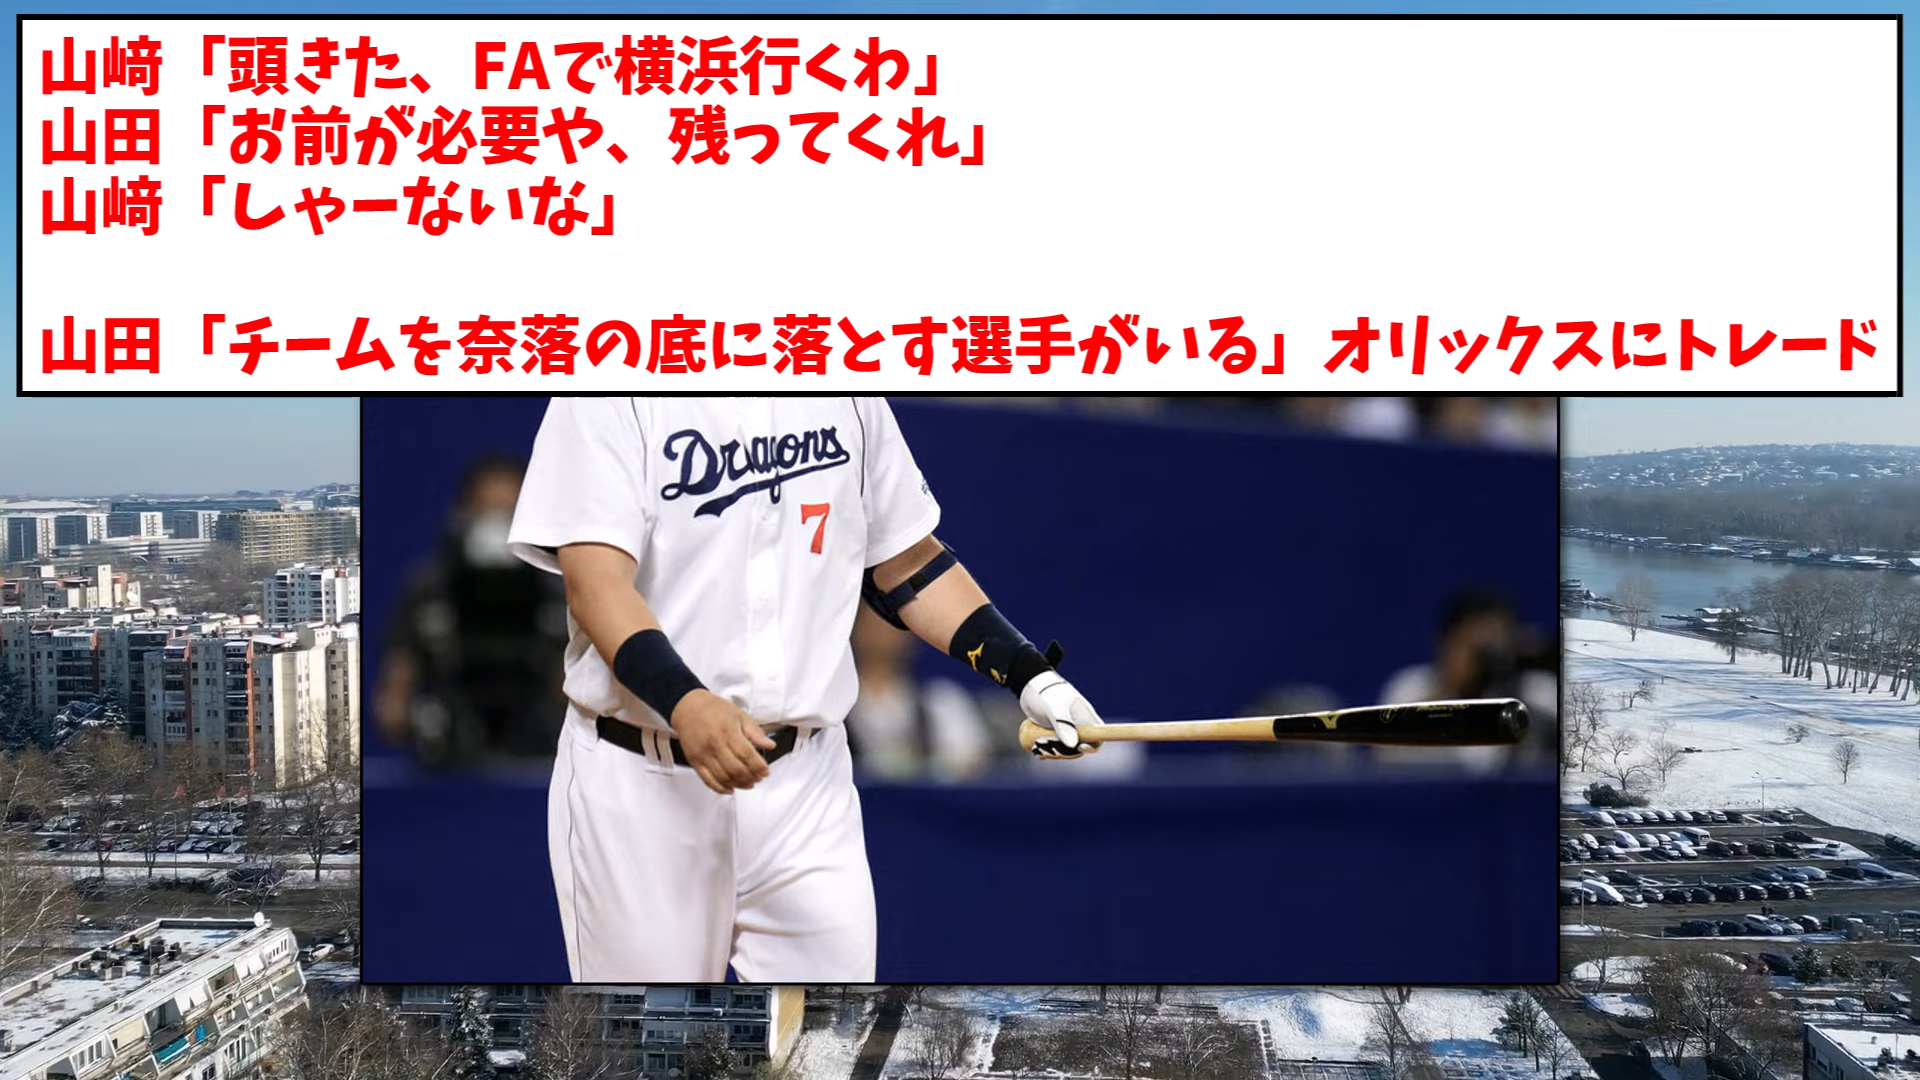 山﨑「頭きた、FAで横浜行くわ」
山田「お前が必要や、残ってくれ」
山﨑「しゃーないな」
山田「チームを奈落の底に落とす選手がいる」オリックスにトレード
Dragons
7